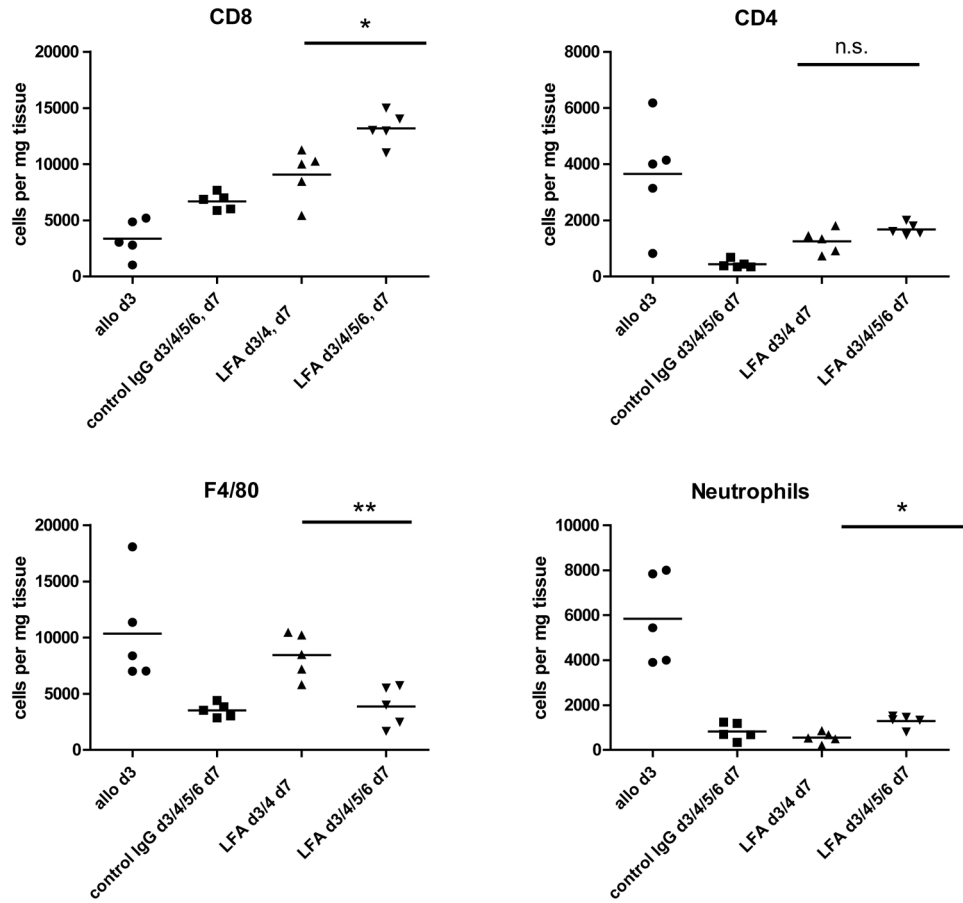 CD8
*
20000
15000
10000
5000
0
cells per mg tissue
allo d3
control IgG d3/4/5/6, d7
LFA d3/4, d7
LFA d3/4/5/6, d7
CD4
n.s.
8000
6000
4000
2000
0
cells per mg tissue
allo d3
control IgG d3/4/5/6 d7
LFA d3/4 d7
LFA d3/4/5/6 d7
F4/80
**
20000
15000
10000
5000
0
cells per mg tissue
allo d3
control IgG d3/4/5/6 d7
LFA d3/4 d7
LFA d3/4/5/6 d7
Neutrophils
*
10000
8000
6000
4000
2000
0
cells per mg tissue
allo d3
control IgG d3/4/5/6 d7
LFA d3/4 d7
LFA d3/4/5/6 d7